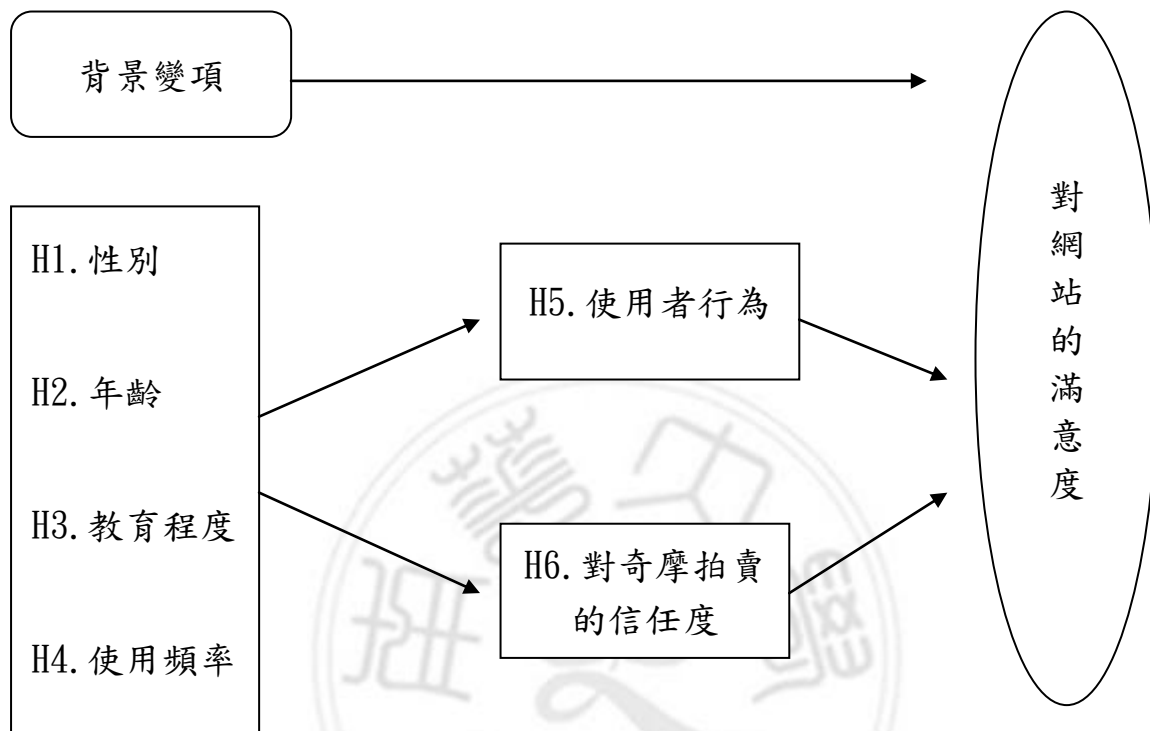 背景變項
H1.性別
H2.年齡
H3.教育程度
H4.使用頻率
H5.使用者行為
H6.對奇摩拍賣
的信任度
對網站的滿意度